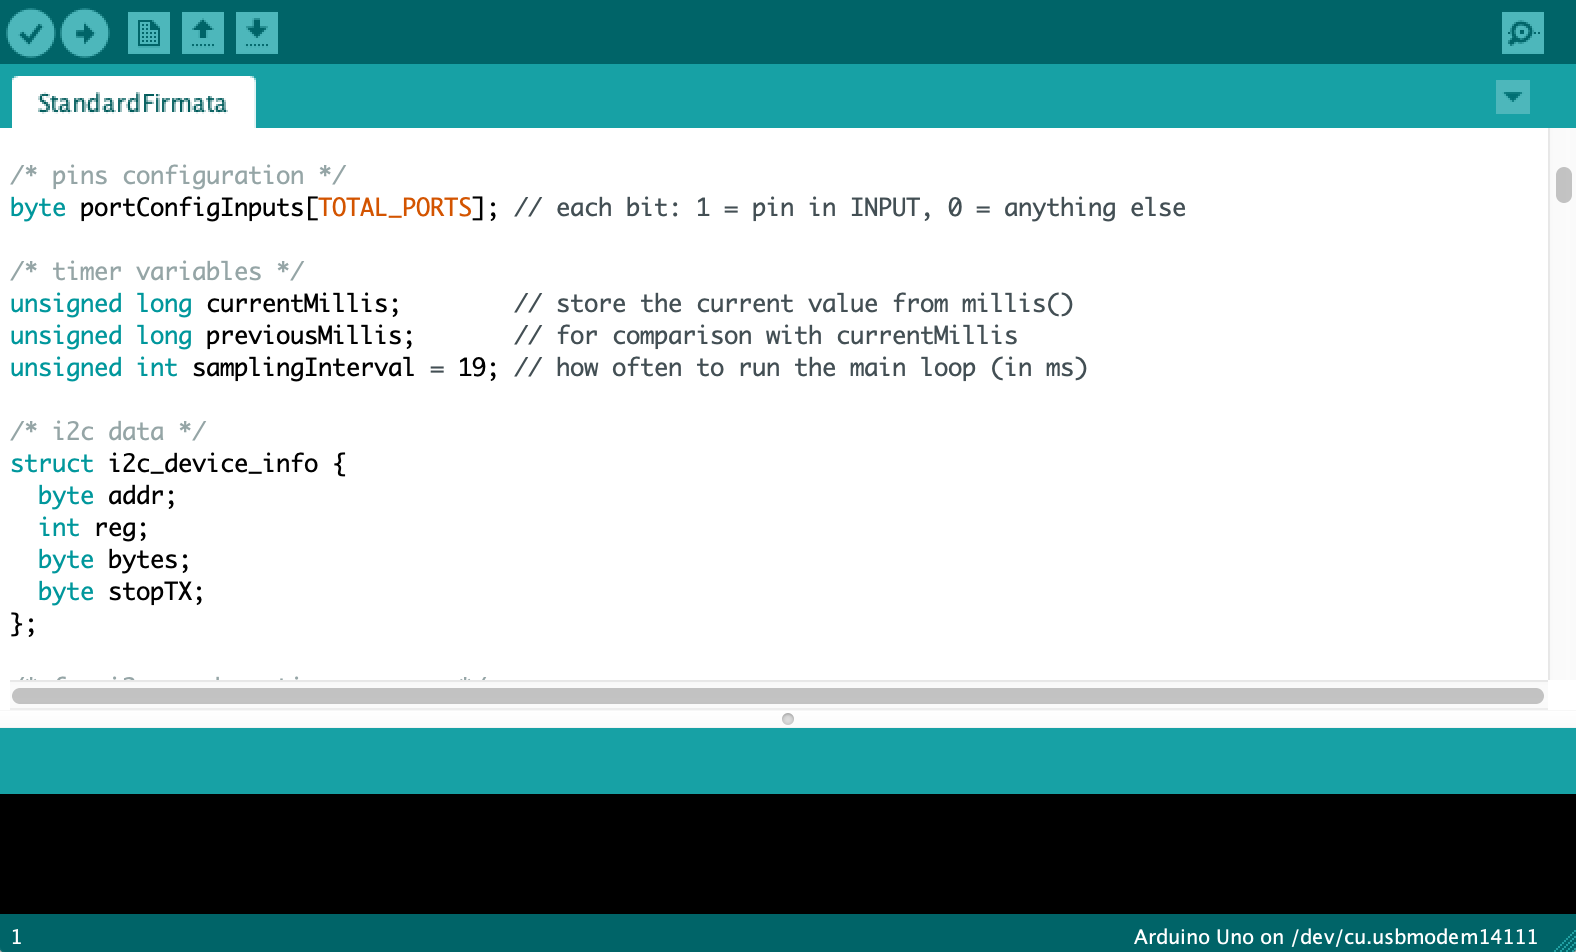 StandardFirmata
/* pins configuration */
byte portConfigInputs[TOTAL_PORTS]; // each bit: 1 = pin in INPUT, 0 = anything else
/* timer variables */
unsigned long currentMillis;        // store the current value from millis()
unsigned long previousMillis;       // for comparison with currentMillis
unsigned int samplingInterval = 19; // how often to run the main loop (in ms)
/* i2c data */
struct i2c_device_info {
  byte addr;
  int reg;
  byte bytes;
  byte stopTX;
};
1
Arduino Uno on /dev/cu.usbmodem14111